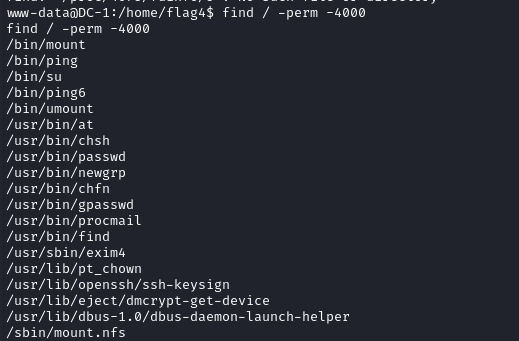 www-data@DC-1:/home/flag4$ find / -perm -4000
find / -perm -4000
/bin/mount
/bin/ping
/bin/su
/bin/ping6
/bin/umount
/usr/bin/at
/usr/bin/chsh
/usr/bin/passwd
/usr/bin/newgrp
/usr/bin/chfn
/usr/bin/gpasswd
/usr/bin/procmail
/usr/bin/find
/usr/sbin/exim4
/usr/lib/pt_chown
/usr/lib/openssh/ssh-keysign
/usr/lib/eject/dmcrypt-get-device
/usr/lib/dbus-1.0/dbus-daemon-launch-helper
/sbin/mount.nfs